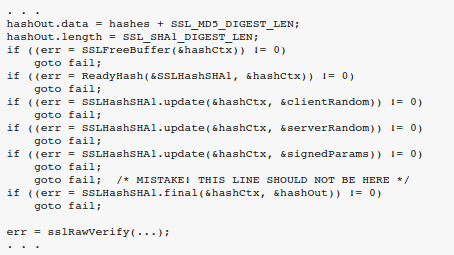 . . .
hashOut.data = hashes + SSL_MD5_DIGEST_LEN;
hashOut.length = SSL_SHA1_DIGEST_LEN;
if ((err = SSLFreeBuffer(&hashCtx)) != 0)
    goto fail;
if ((err = ReadyHash(&SSLHashSHA1, &hashCtx)) != 0)
    goto fail;
if ((err = SSLHashSHA1.update(&hashCtx, &clientRandom)) != 0)
    goto fail;
if ((err = SSLHashSHA1.update(&hashCtx, &serverRandom)) != 0)
    goto fail;
if ((err = SSLHashSHA1.update(&hashCtx, &signedParams)) != 0)
    goto fail;
    goto fail;  /* MISTAKE! THIS LINE SHOULD NOT BE HERE */
if ((err = SSLHashSHA1.final(&hashCtx, &hashOut)) != 0)
    goto fail;

err = sslRawVerify(...);
. . .